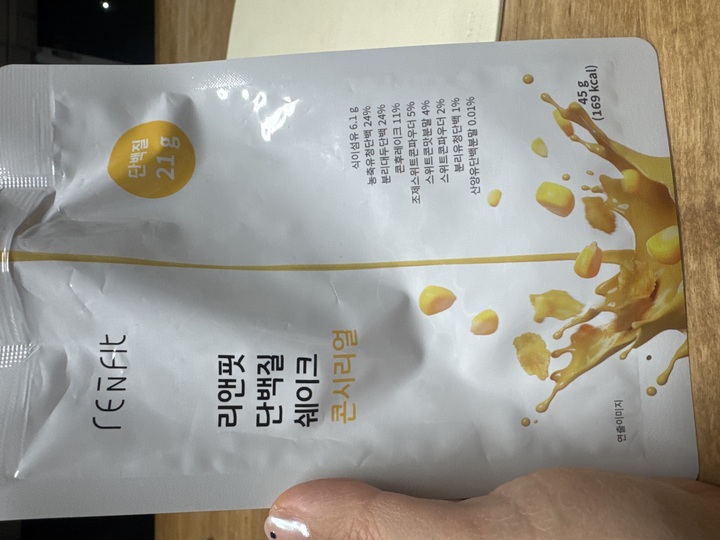 rēnfit
단백질
21 g
리앤핏
단백질
쉐이크
콘시리얼
식이섬유 6.1 g
농축유청단백 24%
분리대두단백 24%
콘후레이크 11%
조제스위트콘파우더 5%
스위트콘맛분말 4%
스위트콘파우더 2%
분리유청단백 1%
산양유단백분말 0.01%
연출이미지
45 g
(169 kcal)